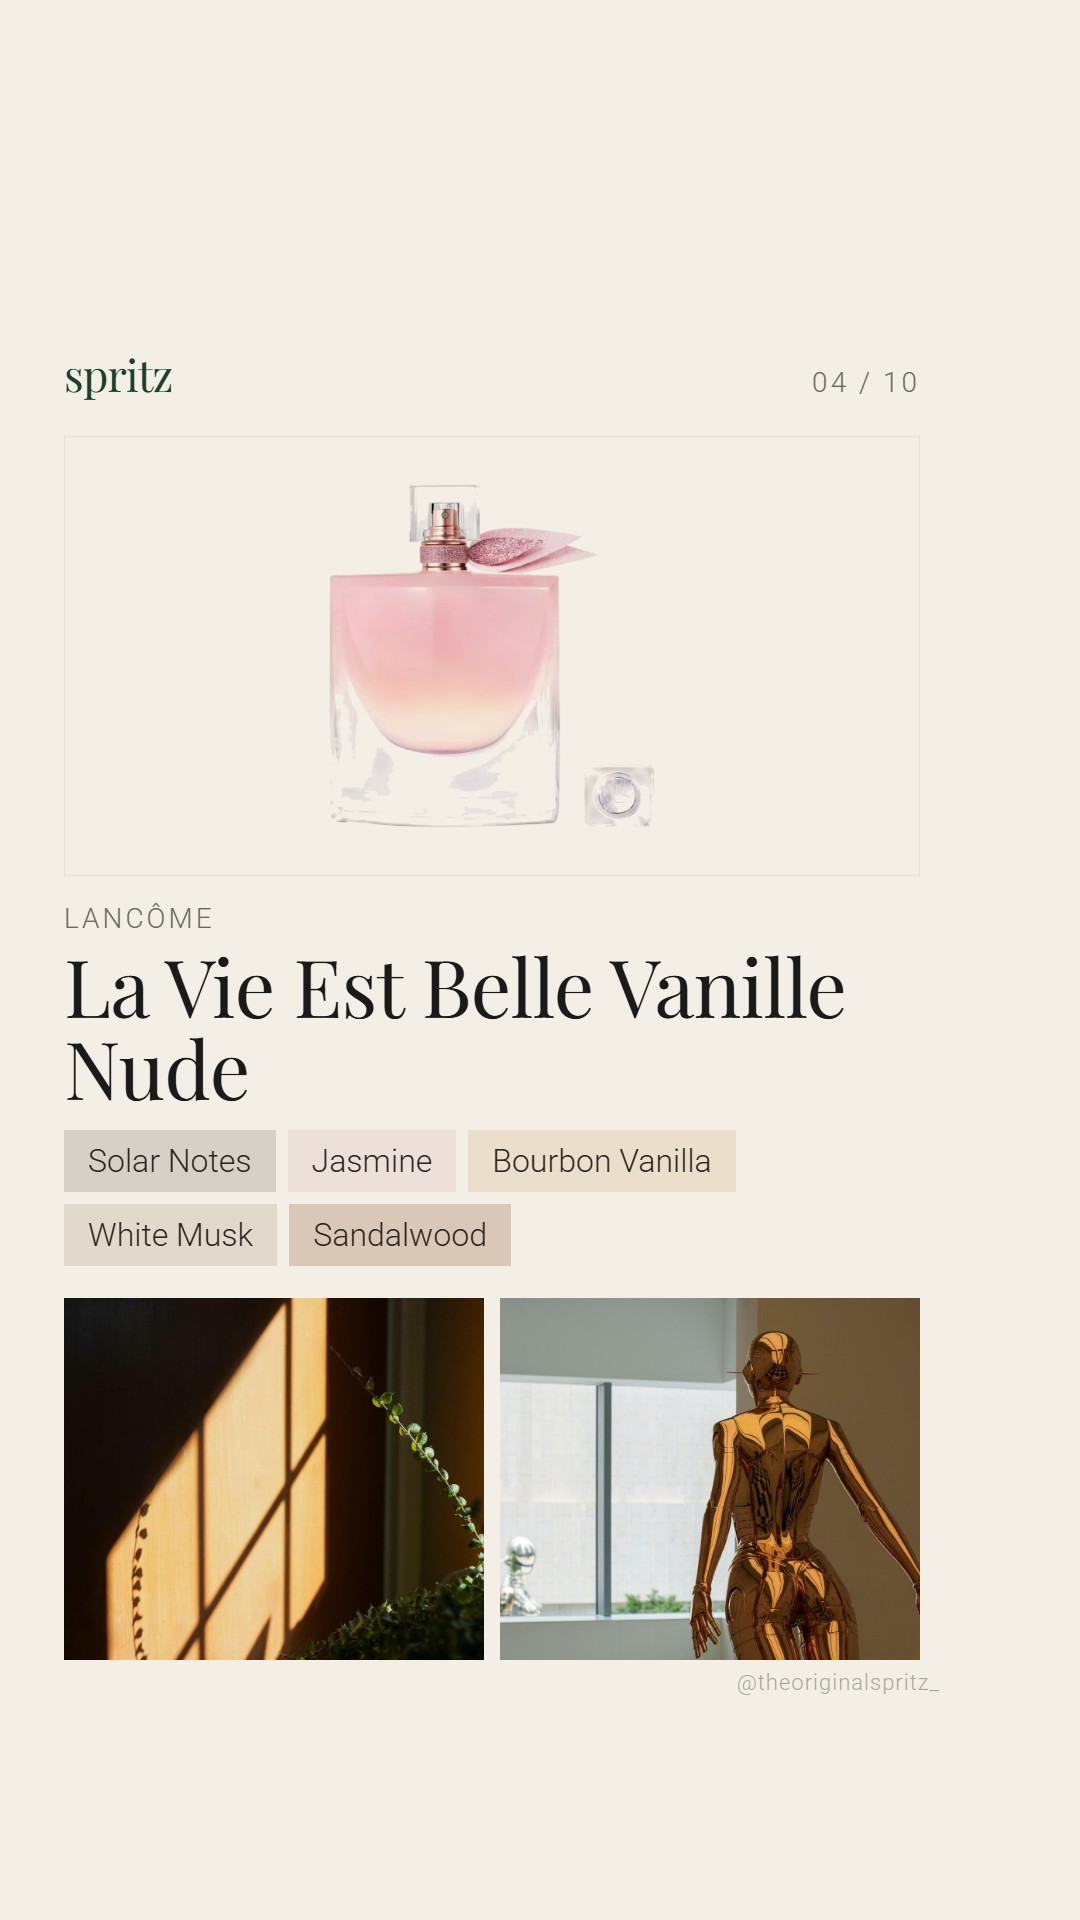 spritz
04 / 10
LANCÔME
La Vie Est Belle Vanille
Nude
Solar Notes Jasmine Bourbon Vanilla
White Musk Sandalwood
@theoriginalspritz_